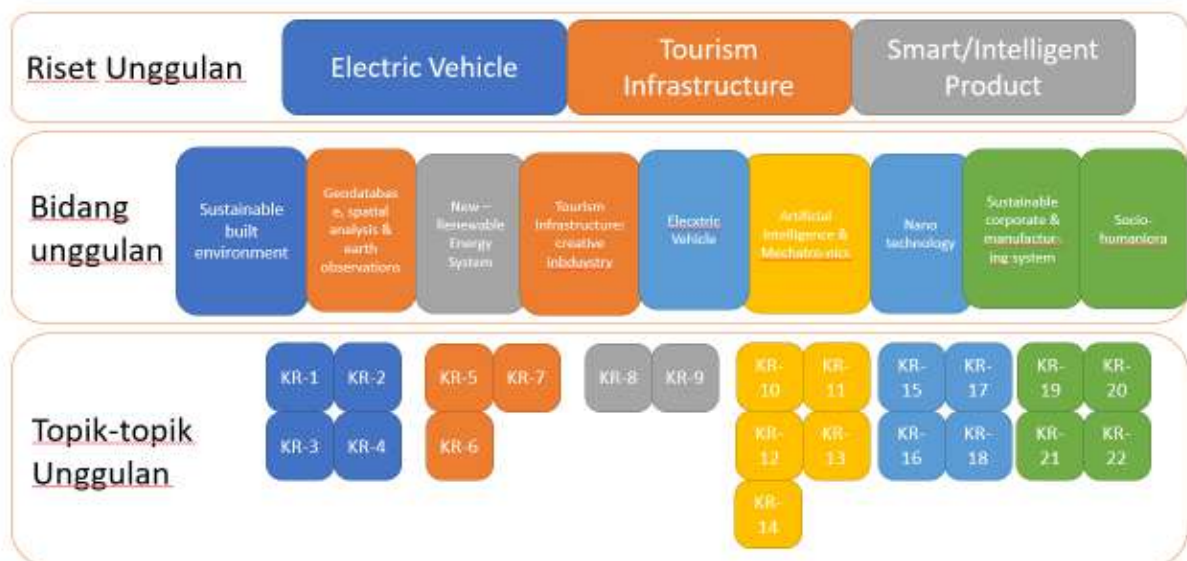 Riset Unggulan
Electric Vehicle
Tourism
Infrastructure
Smart/Intelligent
Product
Bidang
unggulan
Sustainable
built
environment
Geodatabas
e, spatial
analysis &
earth
observations
New –
Renewable
Energy
System
Tourism
Infrastructure:
creative
inbduystry
Elecxtric
Vehicle
Artificial
Intelligence &
Mechatro-nics
Nano
technology
Sustainable
corporate &
manufactur
ing system
Socio-
humaniora
Topik-topik
Unggulan
KR-1
KR-2
KR-3
KR-4
KR-5
KR-7
KR-6
KR-8
KR-9
KR-
10
KR-
11
KR-
12
KR-
13
KR-
14
KR-
15
KR-
17
KR-
16
KR-
18
KR-
19
KR-
20
KR-
21
KR-
22